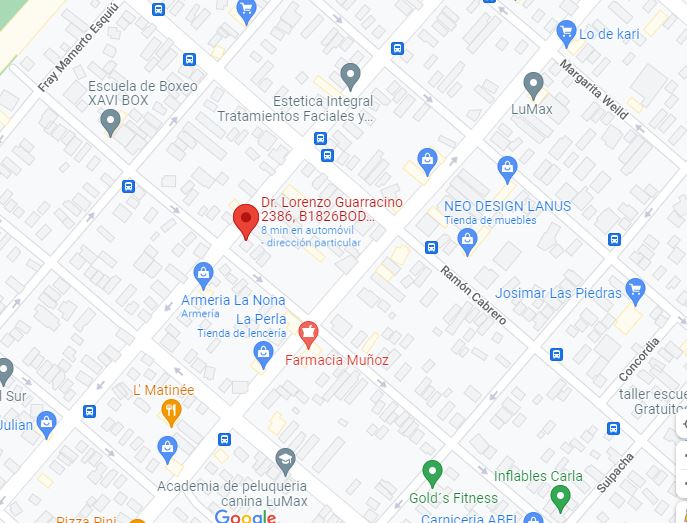 Fray Mamerto Esquiú
Lo de kari
Escuela de Boxeo
XAVI BOX
Estetica Integral
Tratamientos Faciales y...
Margarita Weild
LuMax
Dr. Lorenzo Guarracino
2386, B1826BOD...
8 min en automóvil
- dirección particular
NEO DESIGN LANUS
Tienda de muebles
Ramón Cabrero
Josimar Las Piedras
Armeria La Nona
Armería
La Perla
Tienda de lencería
Farmacia Muñoz
Concordia
L' Matinée
l Sur
Julian
taller escue
Gratuito
Suipacha
Academia de peluqueria
canina LuMax
Gold´s Fitness
Inflables Carla
Google
Pizza Pini
Carniceria ABEL